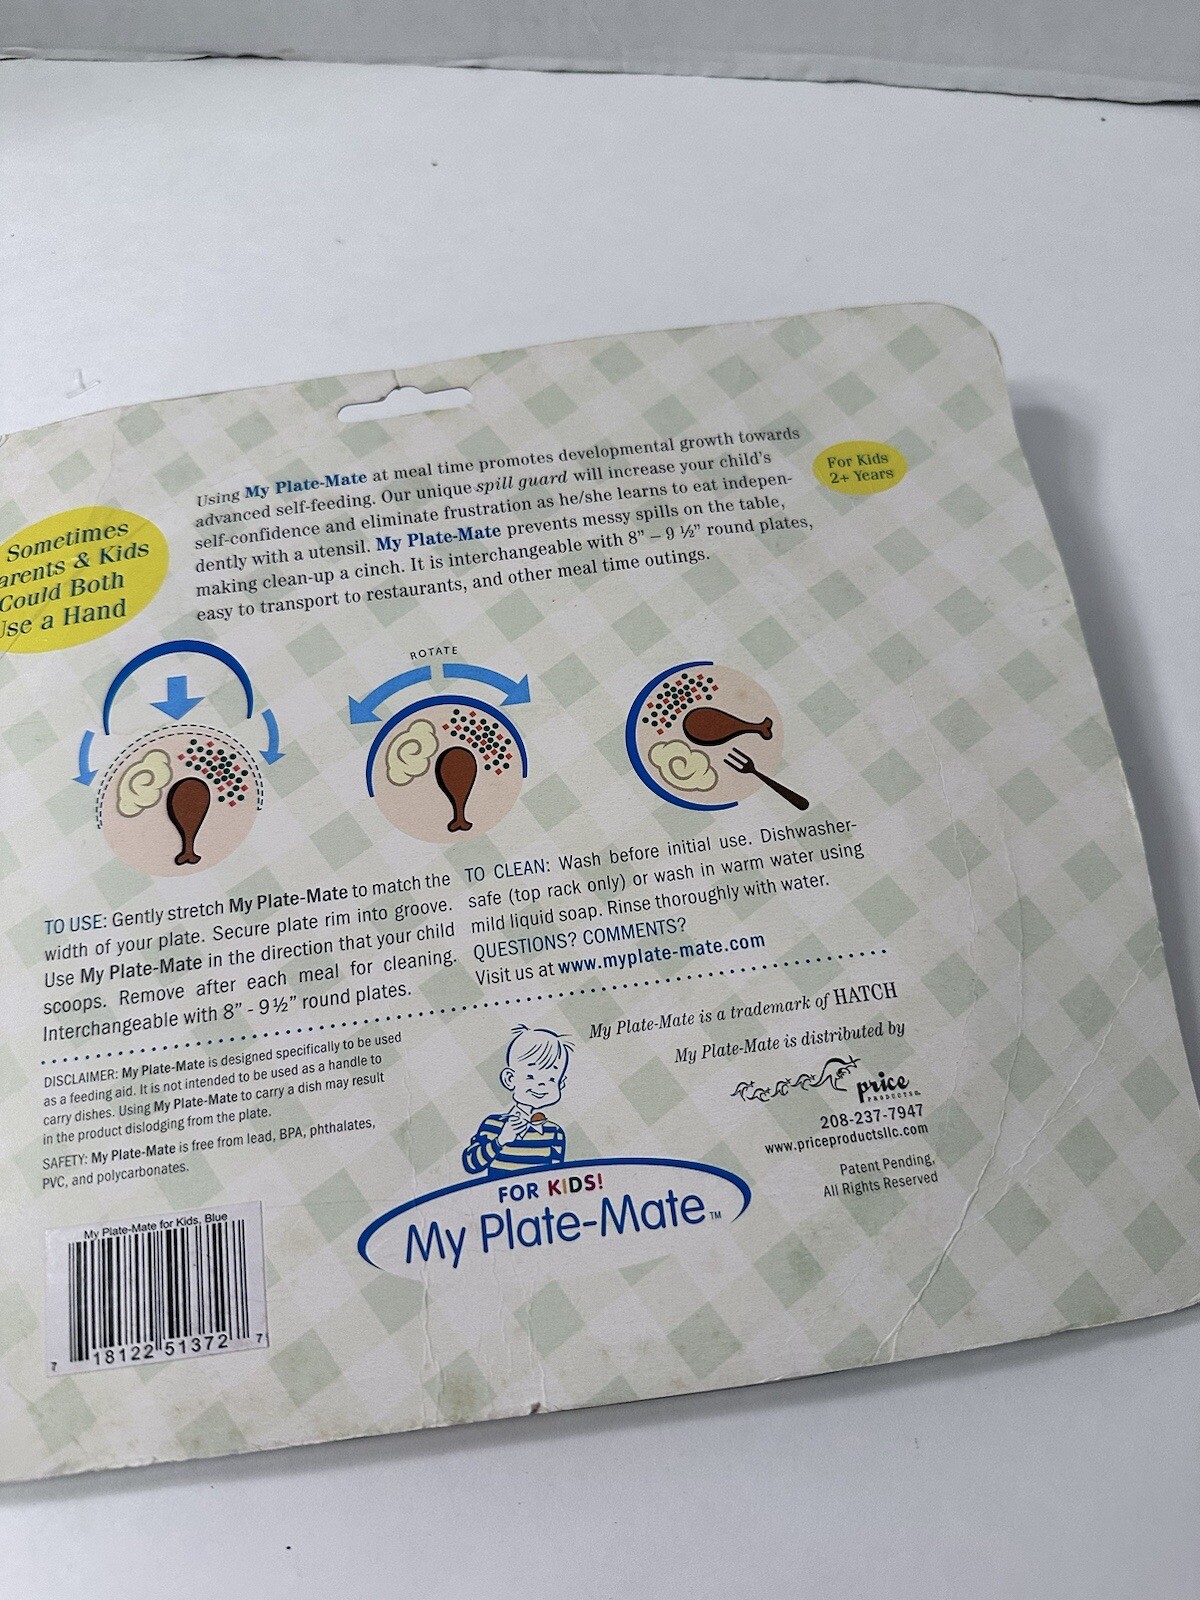 Using My Plate-Mate at meal time promotes developmental growth towards
advanced self-feeding. Our unique spill guard will increase your child's
self-confidence and eliminate frustration as he/she learns to eat indepen-
dently with a utensil. My Plate-Mate prevents messy spills on the table,
making clean-up a cinch. It is interchangeable with 8" – 9 ½" round plates,
easy to transport to restaurants, and other meal time outings.
For Kids
2+ Years
Sometimes
arents & Kids
Could Both
Use a Hand
ROTATE
TO USE: Gently stretch My Plate-Mate to match the
width of your plate. Secure plate rim into groove.
Use My Plate-Mate in the direction that your child
scoops. Remove after each meal for cleaning.
Interchangeable with 8" - 9½" round plates.
TO CLEAN: Wash before initial use. Dishwasher-
safe (top rack only) or wash in warm water using
mild liquid soap. Rinse thoroughly with water.
QUESTIONS? COMMENTS?
Visit us at www.myplate-mate.com
DISCLAIMER: My Plate-Mate is designed specifically to be used
as a feeding aid. It is not intended to be used as a handle to
carry dishes. Using My Plate-Mate to carry a dish may result
in the product dislodging from the plate.
SAFETY: My Plate-Mate is free from lead, BPA, phthalates,
PVC, and polycarbonates.
My Plate-Mate is a trademark of HATCH
My Plate-Mate is distributed by
price
PRODUCTS
208-237-7947
www.priceproductsllc.com
Patent Pending,
All Rights Reserved
FOR KIDS!
My Plate-Mate™
My Plate-Mate for Kids, Blue
7 18122 51372 7